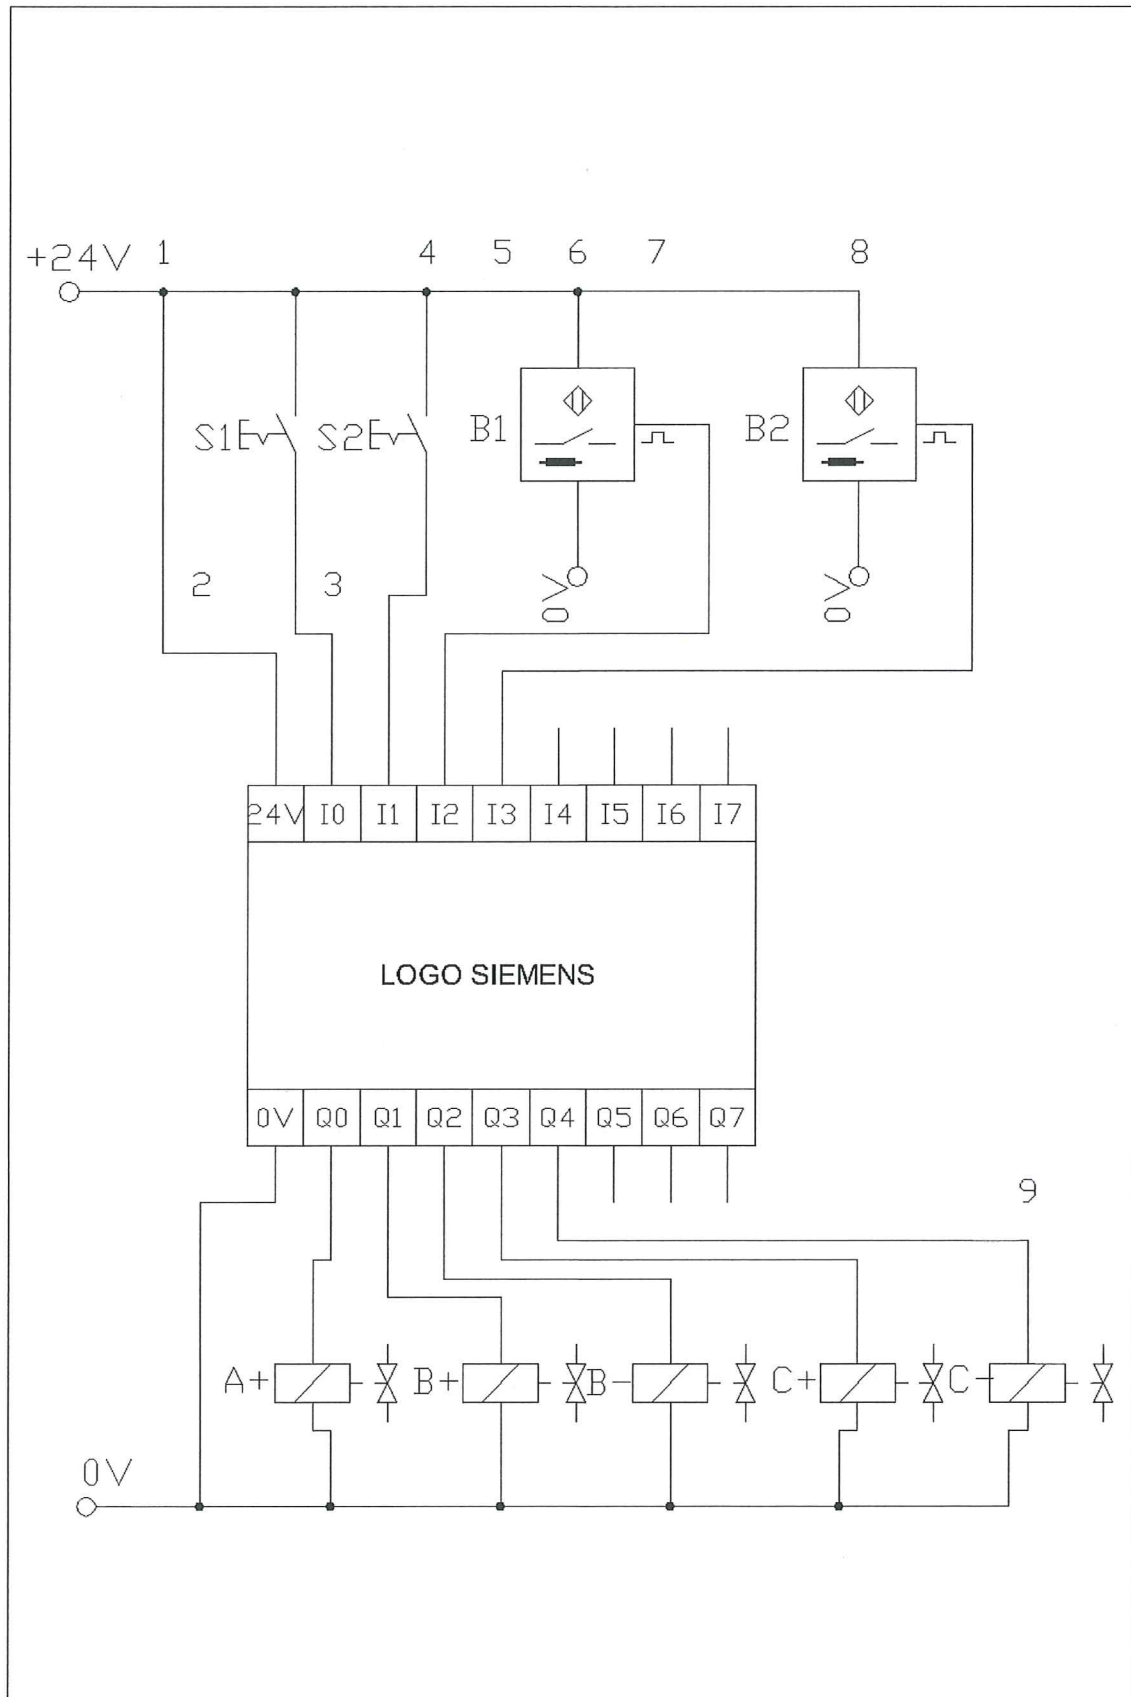 +24V 1 4 5 6 7 8
S1 S2 B1 B2
2 3 0V 0V
24V I0 I1 I2 I3 I4 I5 I6 I7
LOGO SIEMENS
0V Q0 Q1 Q2 Q3 Q4 Q5 Q6 Q7
9
A+ B+ B- C+ C-
0V